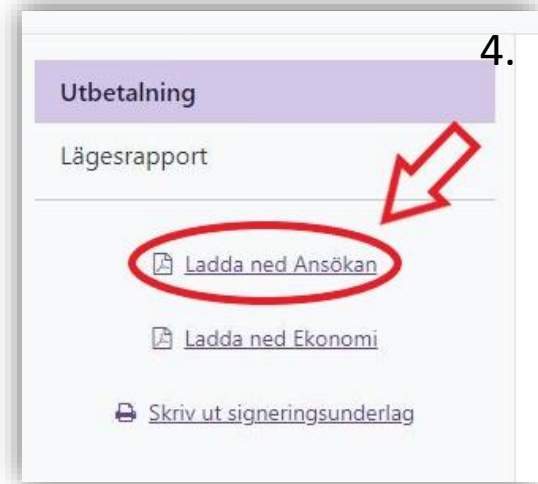 4.
Utbetalning
Lägesrapport
Ladda ned Ansökan
Ladda ned Ekonomi
Skriv ut signeringsunderlag